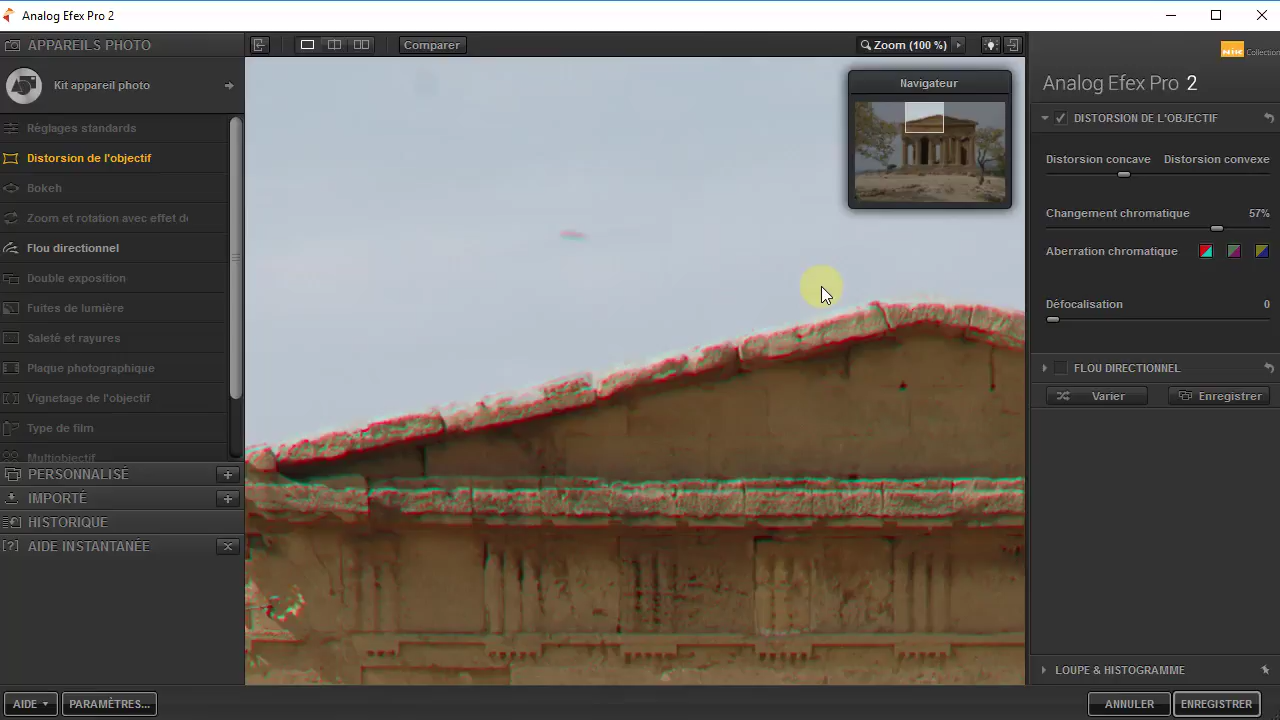 Analog Efex Pro 2
APPAREILS PHOTO
Comparer
Zoom (100 %)
Nik Collection
Kit appareil photo
Navigateur
Analog Efex Pro 2
Réglages standards
DISTORSION DE L'OBJECTIF
Distorsion de l'objectif
Distorsion concave Distorsion convexe
Bokeh
Zoom et rotation avec effet de
Changement chromatique 57%
Flou directionnel
Aberration chromatique
Double exposition
Fuites de lumière
Défocalisation 0
Saleté et rayures
Plaque photographique
FLOU DIRECTIONNEL
Vignetage de l'objectif
Varier Enregistrer
Type de film
Multiobjectif
PERSONNALISÉ
IMPORTÉ
HISTORIQUE
[?] AIDE INSTANTANÉE
LOUPE & HISTOGRAMME
AIDE PARAMÈTRES...
ANNULER ENREGISTRER